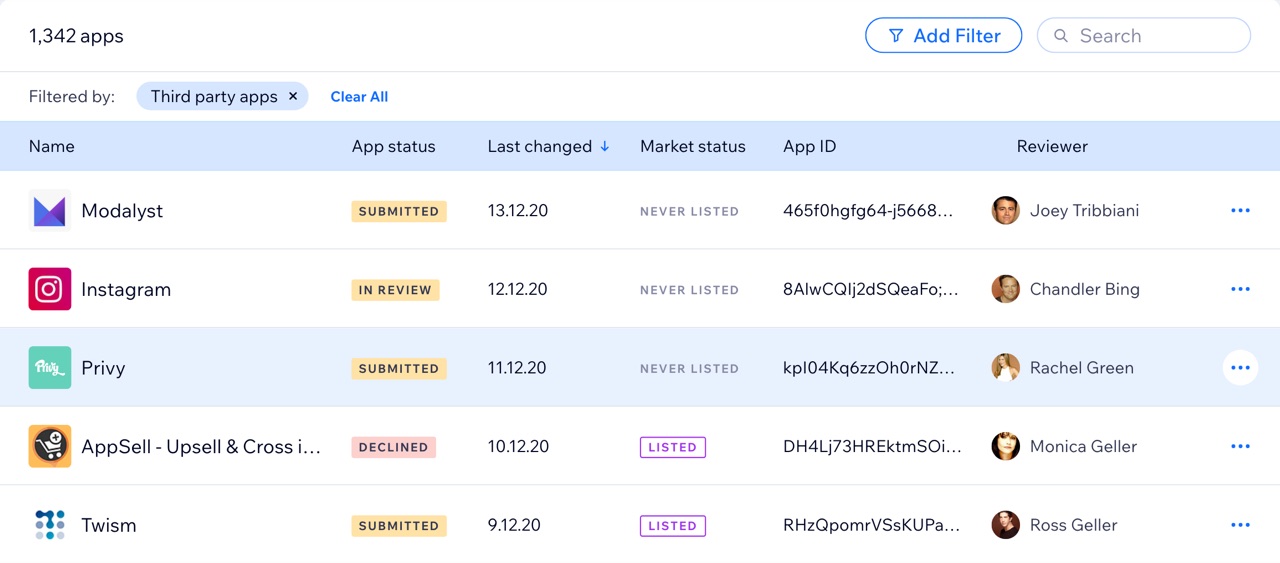 1,342 apps Add Filter Search
Filtered by: Third party apps × Clear All
Name App status Last changed ↓ Market status App ID Reviewer
Modalyst SUBMITTED 13.12.20 NEVER LISTED 465f0hgfg64-j5668... Joey Tribbiani
Instagram IN REVIEW 12.12.20 NEVER LISTED 8AlwCQIj2dSQeaFo;... Chandler Bing
Privy Privy SUBMITTED 11.12.20 NEVER LISTED kpI04Kq6zzOh0rNZ... Rachel Green
AppSell - Upsell & Cross i... DECLINED 10.12.20 LISTED DH4Lj73HREktmSOi... Monica Geller
Twism SUBMITTED 9.12.20 LISTED RHzQpomrVSsKUPa... Ross Geller